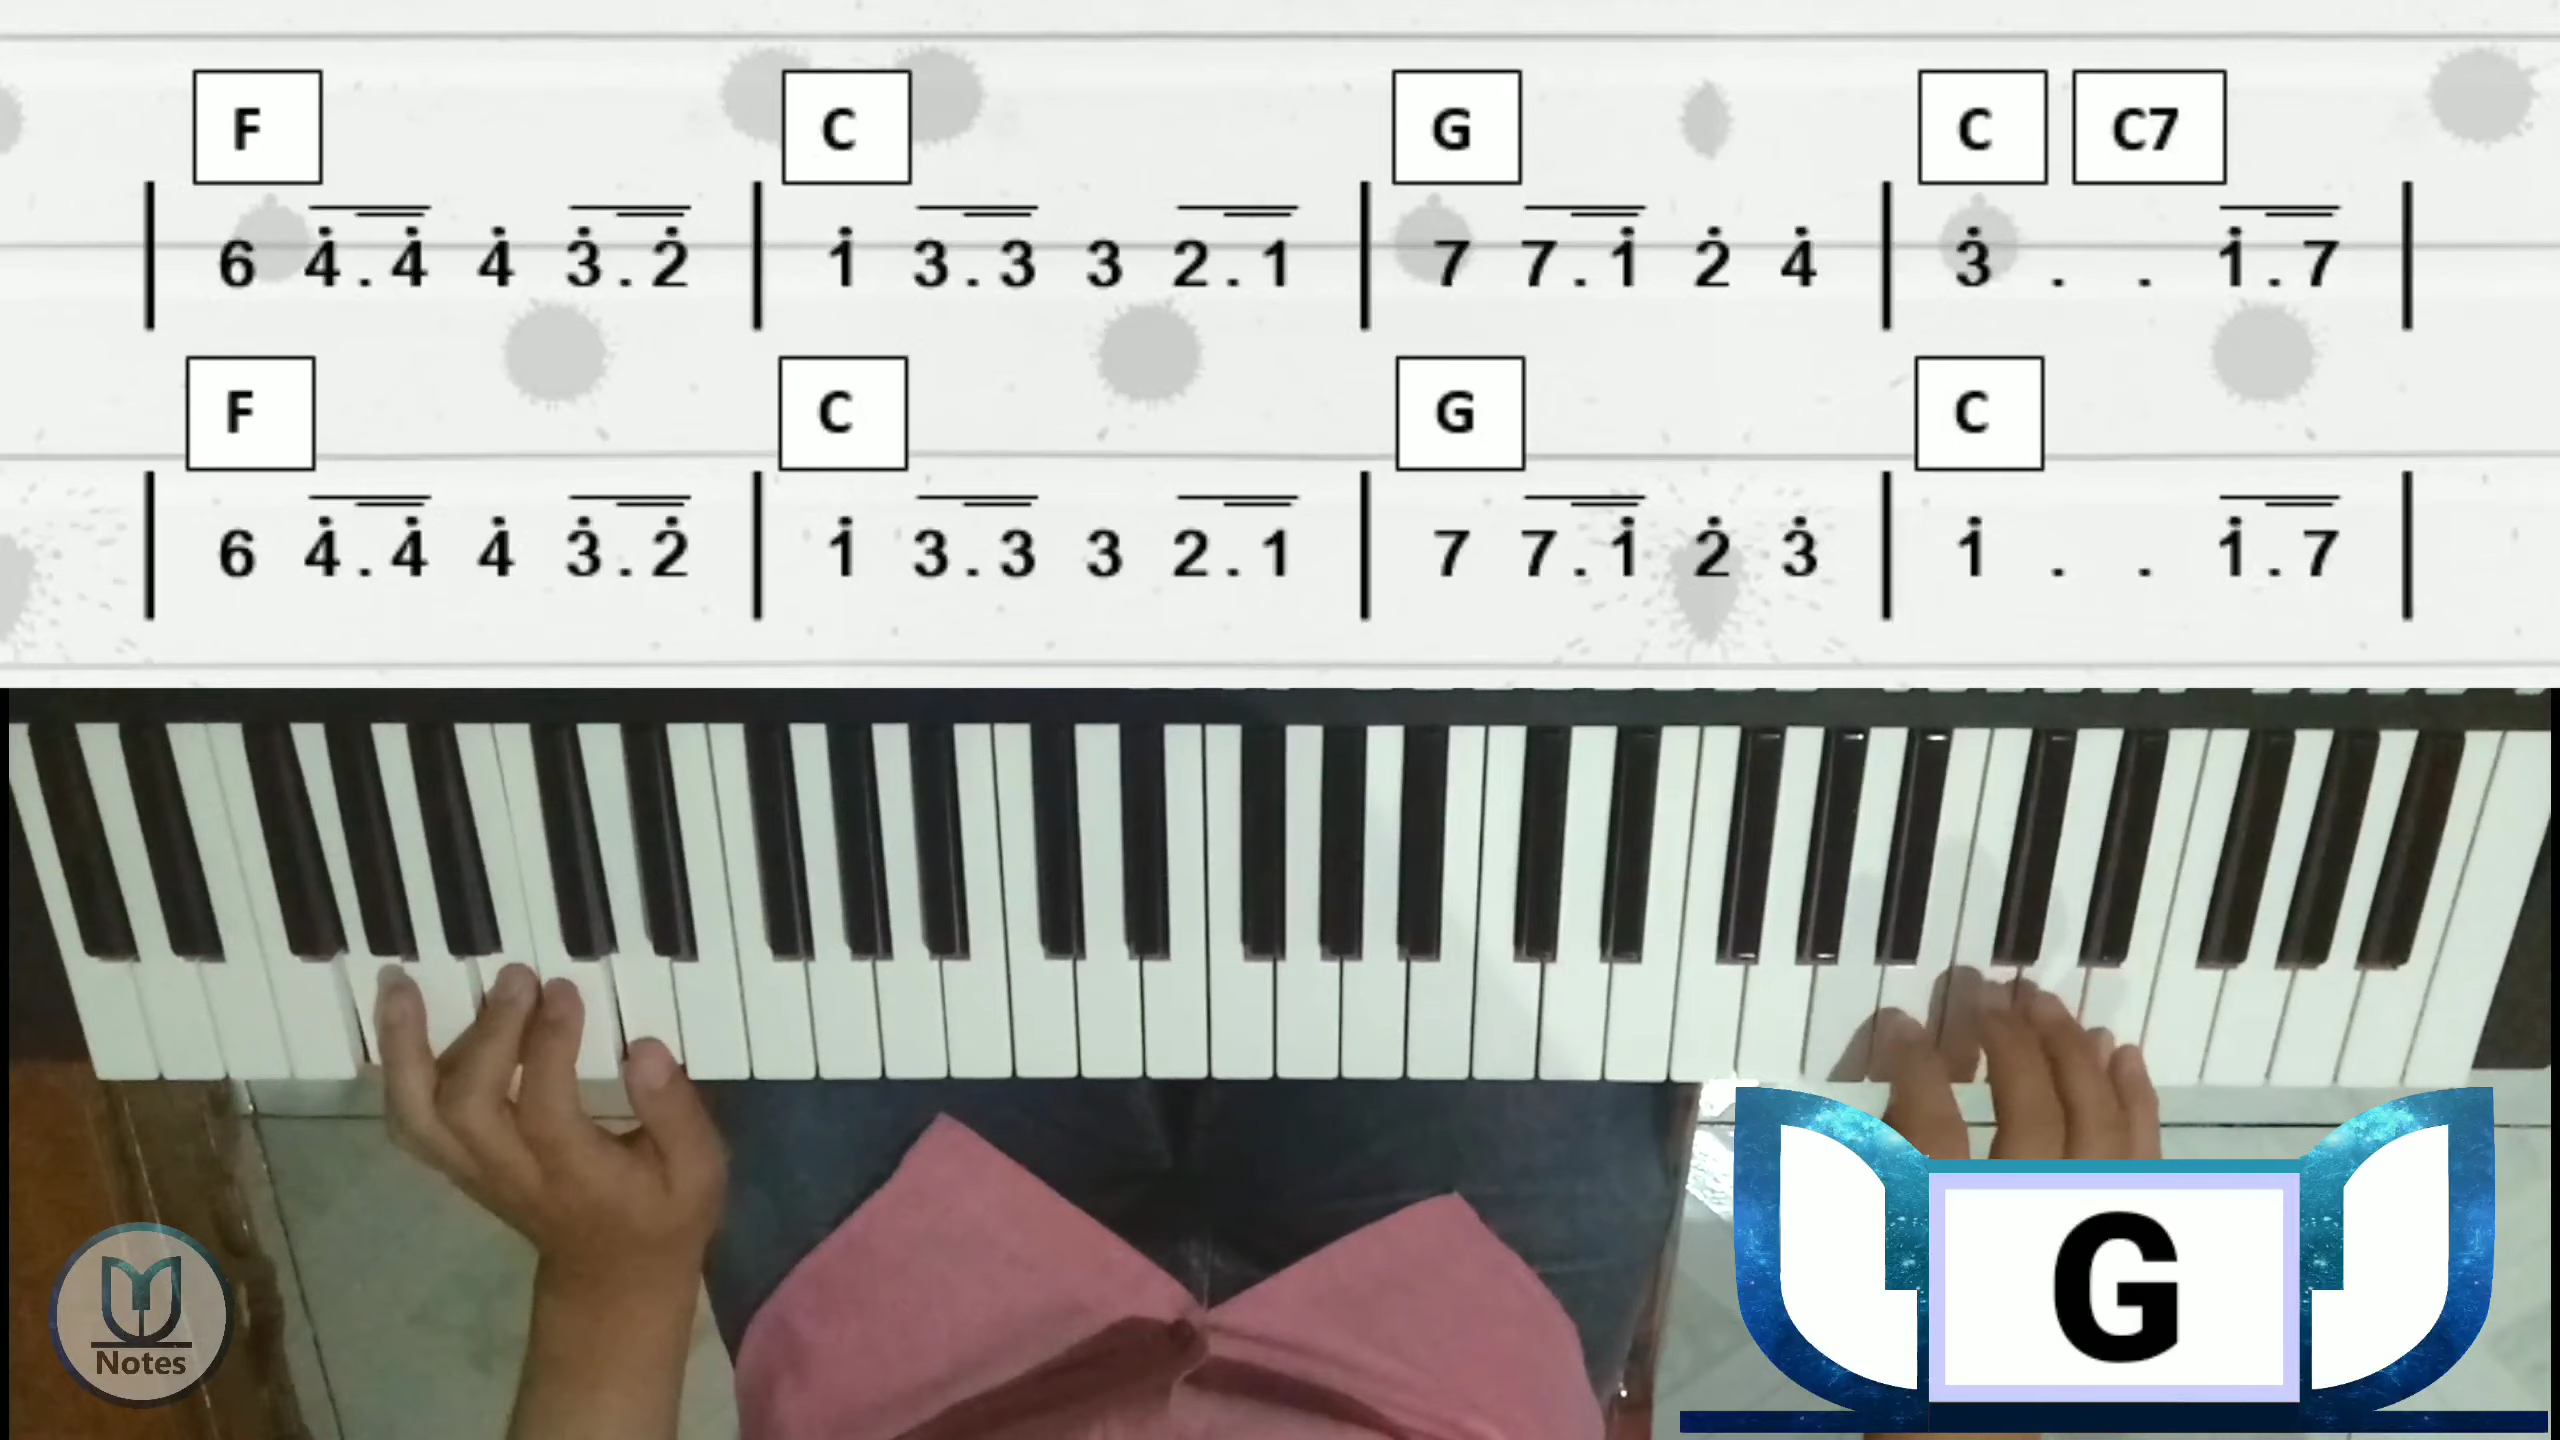 F C G C C7
| 6 4̇ . 4̇ 4̇ 3̇ . 2̇ | 1̇ 3 . 3 3 2 . 1 | 7 7 . 1̇ 2̇ 4̇ | 3̇ . . 1̇ . 7 |
F C G C
| 6 4̇ . 4̇ 4̇ 3̇ . 2̇ | 1̇ 3 . 3 3 2 . 1 | 7 7 . 1̇ 2̇ 3̇ | 1̇ . . 1̇ . 7 |
G
Notes